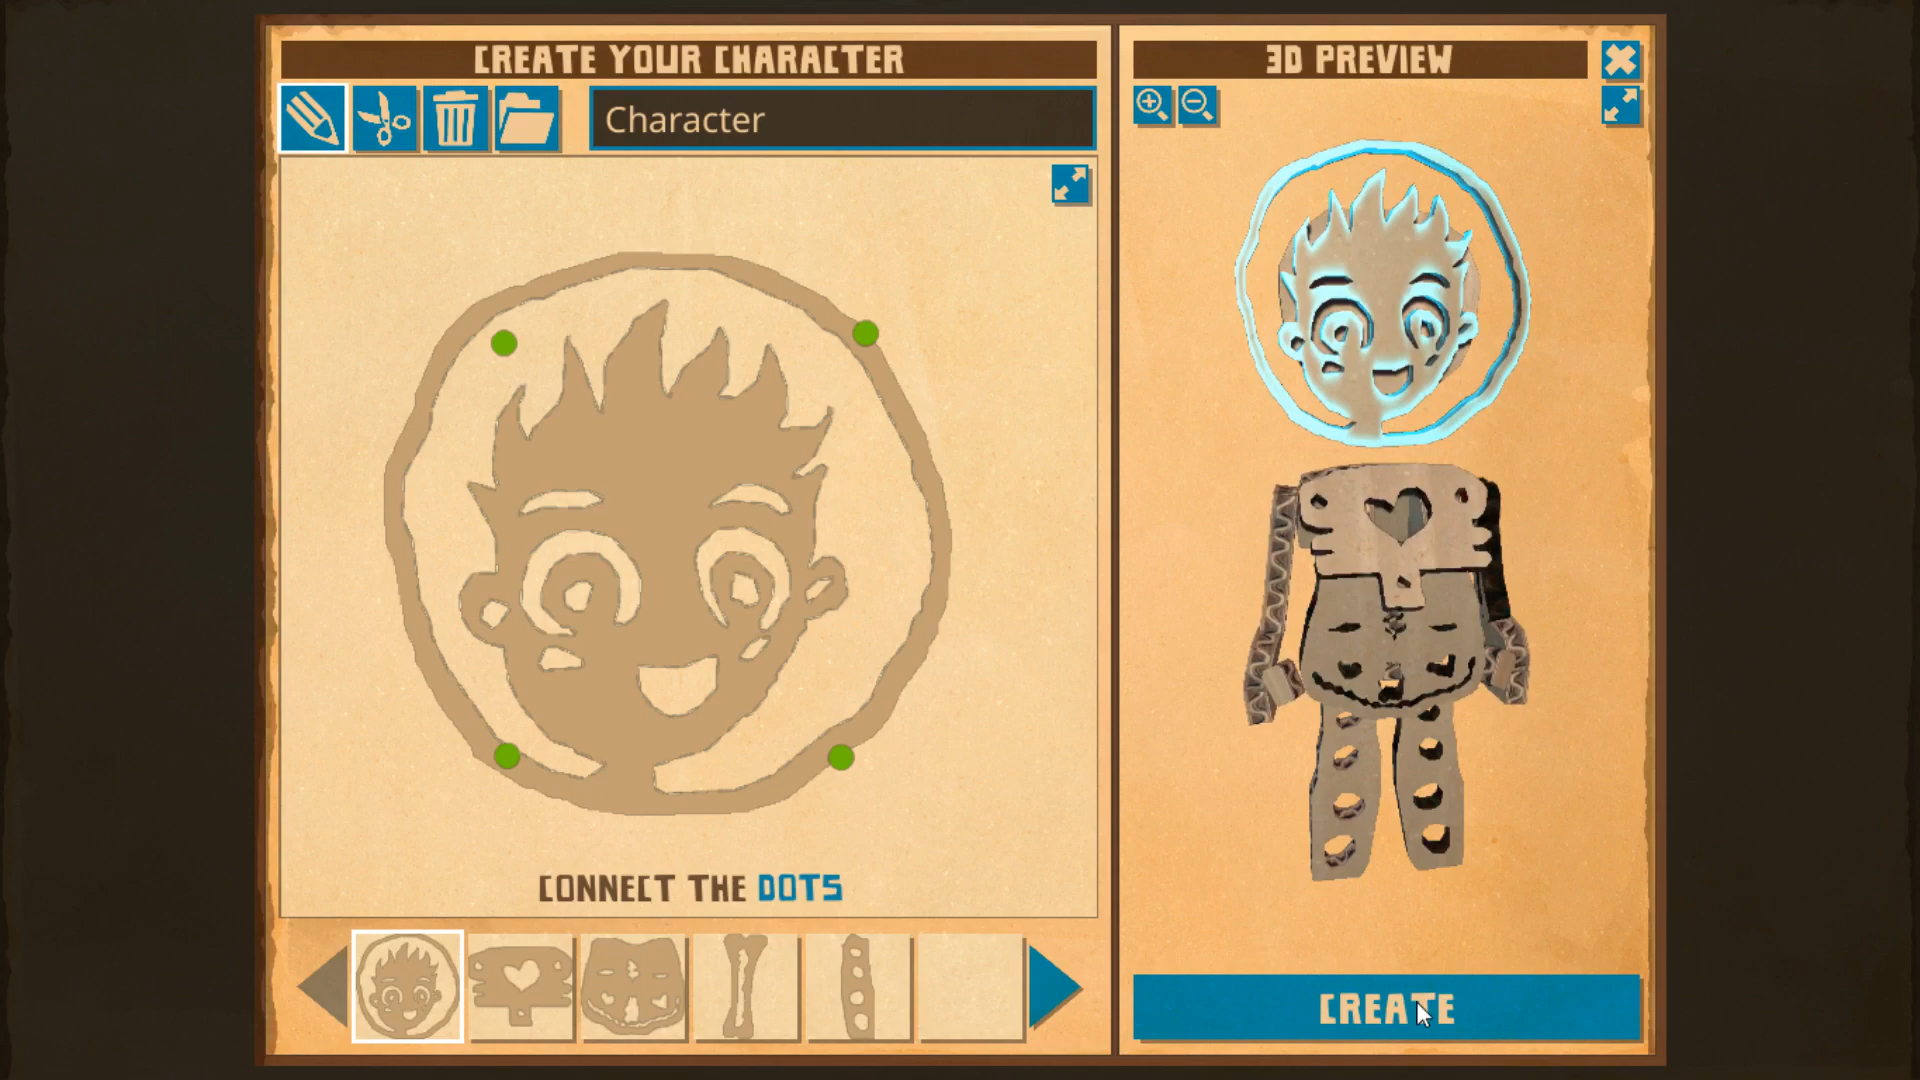 CREATE YOUR CHARACTER
Character
CONNECT THE DOTS
3D PREVIEW
CREATE